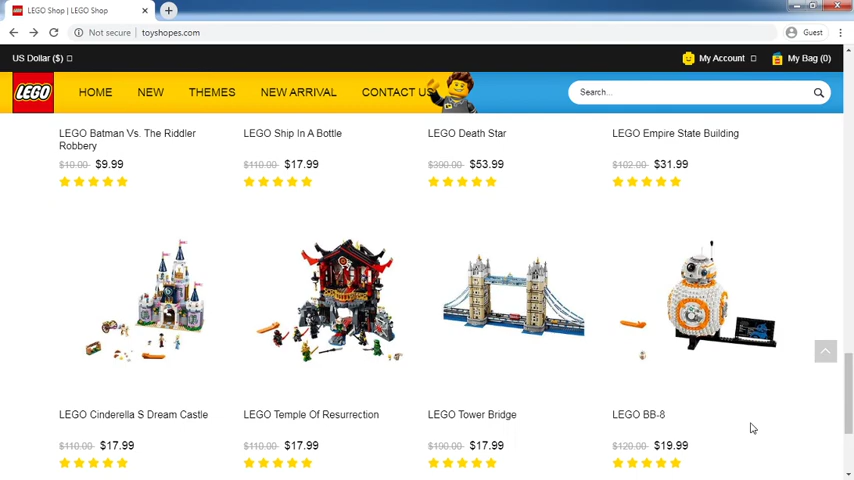 LEGO Shop | LEGO Shop
Not secure
toyshopes.com
Guest
US Dollar ($)
My Account
My Bag (0)
LEGO
HOME
NEW
THEMES
NEW ARRIVAL
CONTACT US
Search...
LEGO Batman Vs. The Riddler
Robbery
$10.00 $9.99
LEGO Ship In A Bottle
$110.00 $17.99
LEGO Death Star
$390.00 $53.99
LEGO Empire State Building
$102.00 $31.99
LEGO Cinderella S Dream Castle
$110.00 $17.99
LEGO Temple Of Resurrection
$110.00 $17.99
LEGO Tower Bridge
$190.00 $17.99
LEGO BB-8
$120.00 $19.99